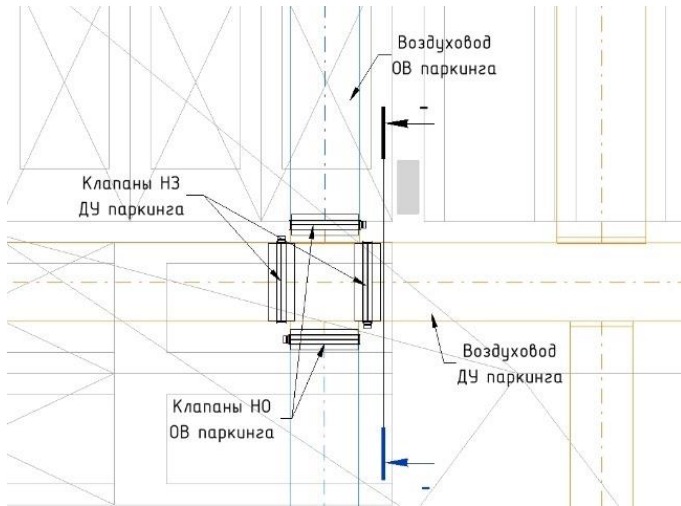 Воздуховод
ОВ паркинга
-
Клапаны НЗ
ДУ паркинга
Воздуховод
ДУ паркинга
Клапаны НО
ОВ паркинга
-